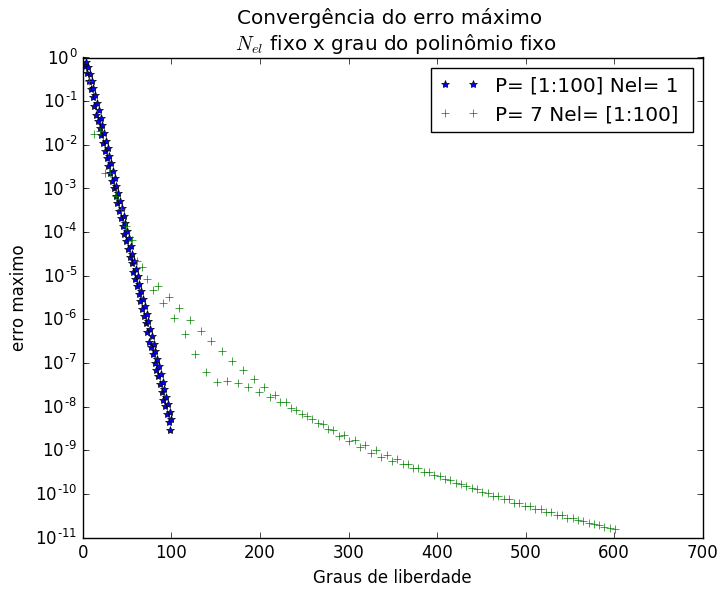 Convergência do erro máximo
N_el fixo x grau do polinômio fixo
10^0
10^-1
10^-2
10^-3
10^-4
10^-5
10^-6
10^-7
10^-8
10^-9
10^-10
10^-11
erro maximo
P= [1:100] Nel= 1
P= 7 Nel= [1:100]
0 100 200 300 400 500 600 700
Graus de liberdade